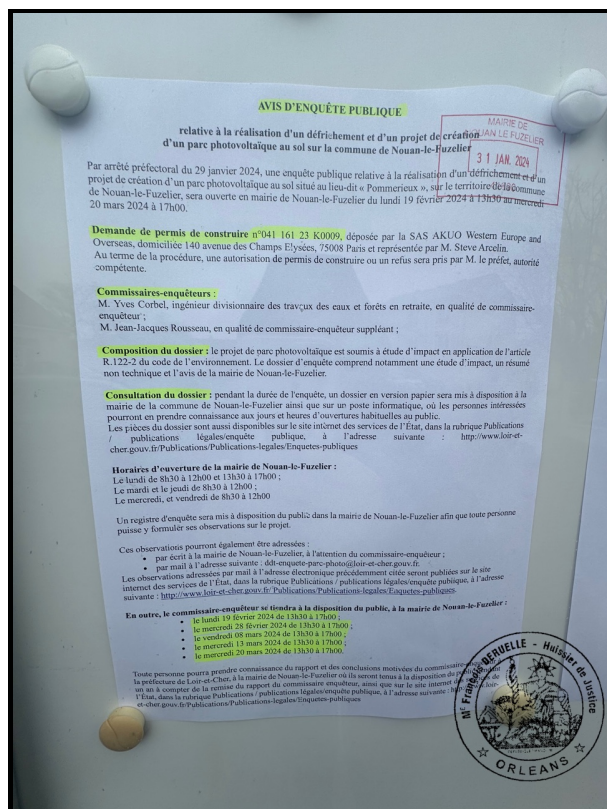 AVIS D'ENQUÊTE PUBLIQUE
MAIRIE DE
NOUAN LE FUZELIER
31 JAN. 2024
relative à la réalisation d'un défrichement et d'un projet de création
d'un parc photovoltaïque au sol sur la commune de Nouan-le-Fuzelier
Par arrêté préfectoral du 29 janvier 2024, une enquête publique relative à la réalisation d'un défrichement et d'un
projet de création d'un parc photovoltaïque au sol situé au lieu-dit « Pommerieux », sur le territoire de la commune
de Nouan-le-Fuzelier, sera ouverte en mairie de Nouan-le-Fuzelier du lundi 19 février 2024 à 13h30 au mercredi
20 mars 2024 à 17h00.
Demande de permis de construire n°041 161 23 K0009, déposée par la SAS AKUO Western Europe and
Overseas, domiciliée 140 avenue des Champs Elysées, 75008 Paris et représentée par M. Steve Arcelin.
Au terme de la procédure, une autorisation de permis de construire ou un refus sera pris par M. le préfet, autorité
compétente.
Commissaires-enquêteurs :
M. Yves Corbel, ingénieur divisionnaire des travaux des eaux et forêts en retraite, en qualité de commissaire-
enquêteur ;
M. Jean-Jacques Rousseau, en qualité de commissaire-enquêteur suppléant ;
Composition du dossier : le projet de parc photovoltaïque est soumis à étude d'impact en application de l'article
R.122-2 du code de l'environnement. Le dossier d'enquête comprend notamment une étude d'impact, un résumé
non technique et l'avis de la mairie de Nouan-le-Fuzelier.
Consultation du dossier : pendant la durée de l'enquête, un dossier en version papier sera mis à disposition à la
mairie de la commune de Nouan-le-Fuzelier ainsi que sur un poste informatique, où les personnes intéressées
pourront en prendre connaissance aux jours et heures d'ouvertures habituelles au public.
Les pièces du dossier sont aussi disponibles sur le site internet des services de l'État, dans la rubrique Publications
/ publications légales/enquête publique, à l'adresse suivante : http://www.loir-et-
cher.gouv.fr/Publications/Publications-legales/Enquetes-publiques
Horaires d'ouverture de la mairie de Nouan-le-Fuzelier :
Le lundi de 8h30 à 12h00 et 13h30 à 17h00 ;
Le mardi et le jeudi de 8h30 à 12h00 ;
Le mercredi, et vendredi de 8h30 à 12h00
Un registre d'enquête sera mis à disposition du public dans la mairie de Nouan-le-Fuzelier afin que toute personne
puisse y formuler ses observations sur le projet.
Ces observations pourront également être adressées :
• par écrit à la mairie de Nouan-le-Fuzelier, à l'attention du commissaire-enquêteur ;
• par mail à l'adresse suivante : ddt-enquete-parc-photo@loir-et-cher.gouv.fr.
Les observations adressées par mail à l'adresse électronique précédemment citée seront publiées sur le site
internet des services de l'État, dans la rubrique Publications / publications légales/enquête publique, à l'adresse
suivante : http://www.loir-et-cher.gouv.fr/Publications/Publications-legales/Enquetes-publiques.
En outre, le commissaire-enquêteur se tiendra à la disposition du public, à la mairie de Nouan-le-Fuzelier :
• le lundi 19 février 2024 de 13h30 à 17h00 ;
• le mercredi 28 février 2024 de 13h30 à 17h00 ;
• le vendredi 08 mars 2024 de 13h30 à 17h00 ;
• le mercredi 13 mars 2024 de 13h30 à 17h00 ;
• le mercredi 20 mars 2024 de 13h30 à 17h00.
Toute personne pourra prendre connaissance du rapport et des conclusions motivées du commissaire-
la préfecture de Loir-et-Cher, à la mairie de Nouan-le-Fuzelier où ils seront tenus à la disposition du
un an à compter de la remise du rapport du commissaire enquêteur, ainsi que sur le site internet des services de
l'État, dans la rubrique Publications / publications légales/enquête publique, à l'adresse suivante :
et-cher.gouv.fr/Publications/Publications-legales/Enquetes-publiques
DERUELLE - Huissier de Justice
ORLEANS